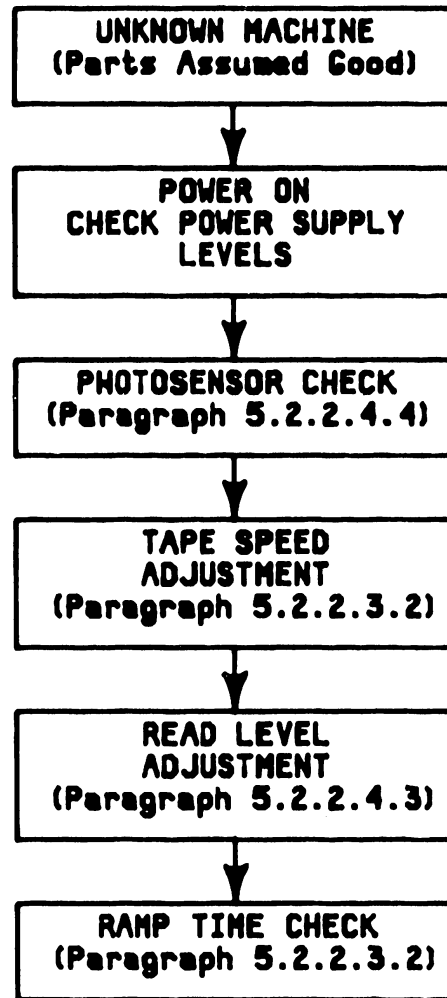 UNKNOWN MACHINE
(Parts Assumed Good)
POWER ON
CHECK POWER SUPPLY
LEVELS
PHOTOSENSOR CHECK
(Paragraph 5.2.2.4.4)
TAPE SPEED
ADJUSTMENT
(Paragraph 5.2.2.3.2)
READ LEVEL
ADJUSTMENT
(Paragraph 5.2.2.4.3)
RAMP TIME CHECK
(Paragraph 5.2.2.3.2)